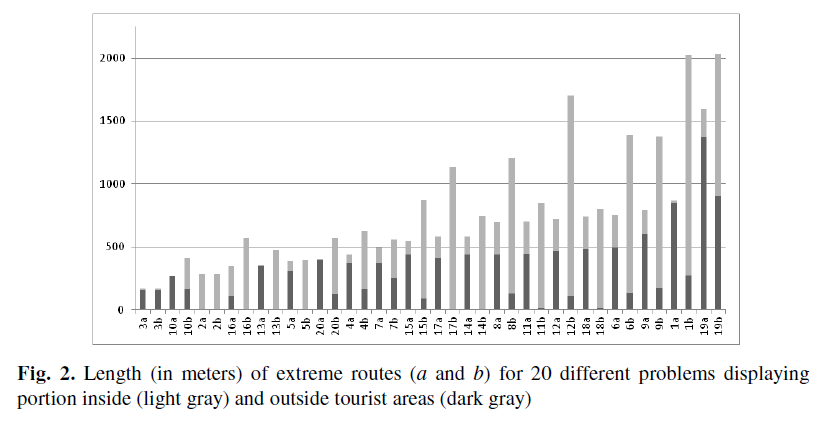 2000
1500
1000
500
0
3a 3b 10a 10b 2a 2b 16a 16b 13a 13b 5a 5b 20a 20b 4a 4b 7a 7b 15a 15b 17a 17b 14a 14b 8a 8b 11a 11b 12a 12b 18a 18b 6a 6b 9a 9b 1a 1b 19a 19b
Fig. 2. Length (in meters) of extreme routes (a and b) for 20 different problems displaying
portion inside (light gray) and outside tourist areas (dark gray)